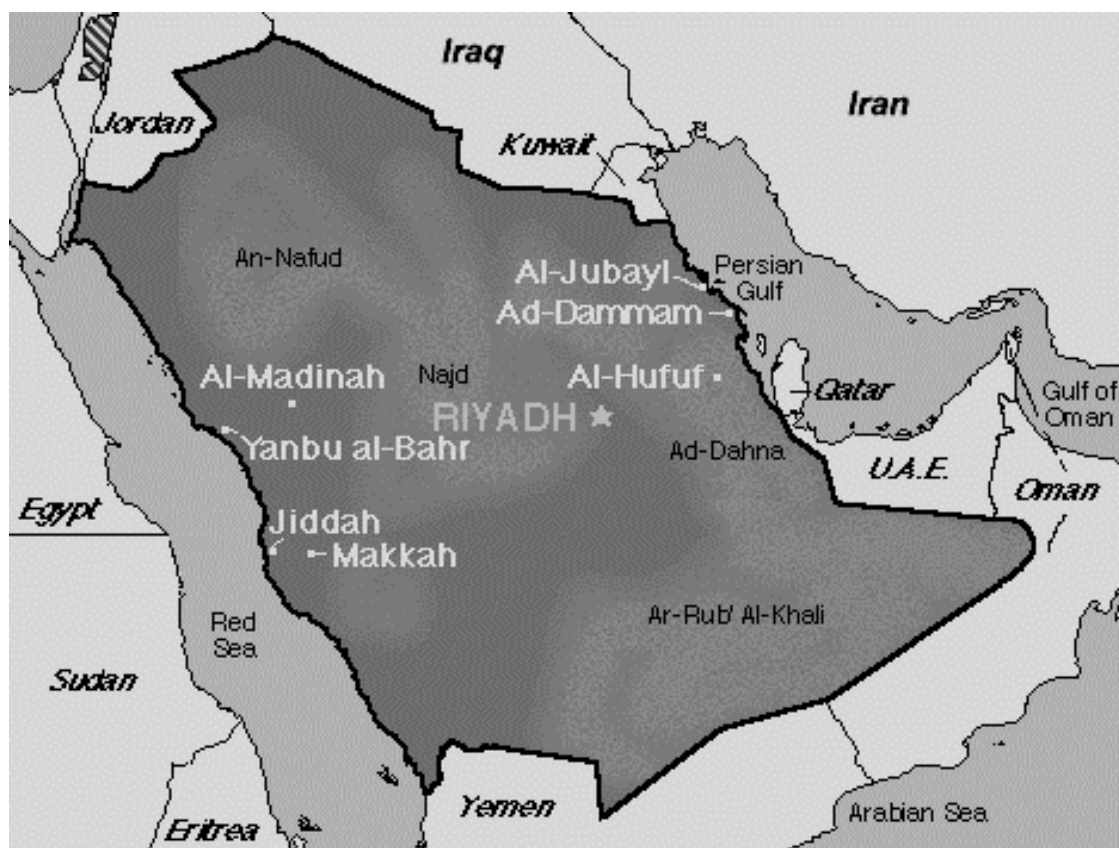 Iraq
Iran
Jordan
Kuwait
An-Nafud
Al-Jubayl
Persian
Gulf
Ad-Dammam
Al-Madinah
Najd
Al-Hufuf
Qatar
Gulf of
Oman
RIYADH
Yanbu al-Bahr
Ad-Dahna
U.A.E.
Oman
Egypt
Jiddah
Makkah
Red
Sea
Ar-Rub' Al-Khali
Sudan
Yemen
Arabian Sea
Eritrea